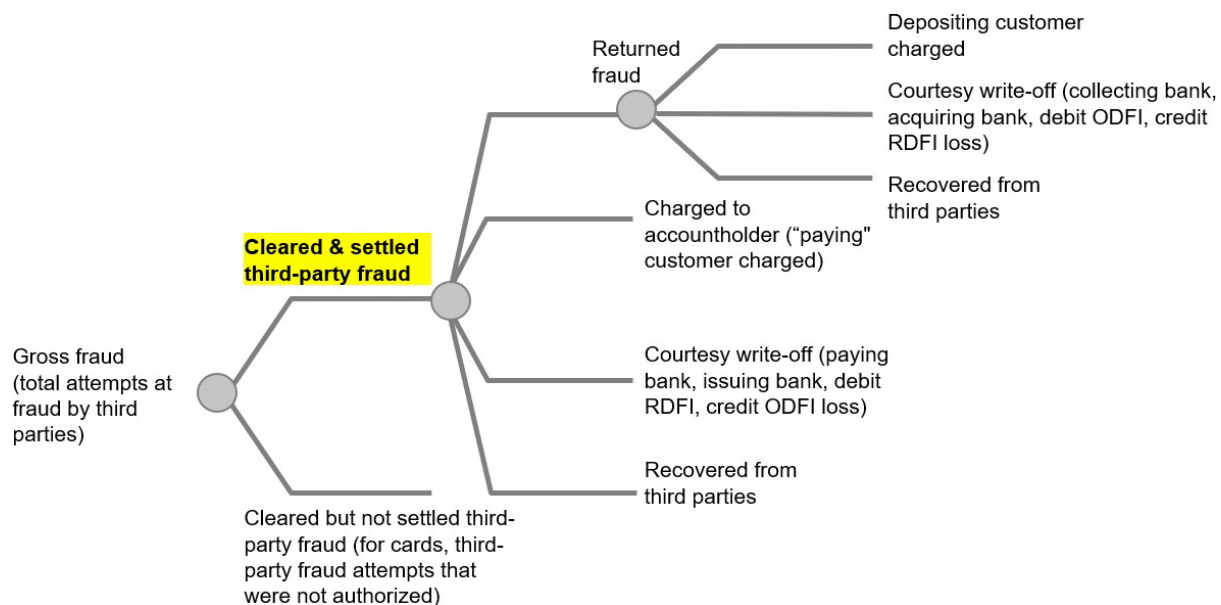 Gross fraud
(total attempts at
fraud by third
parties)
Cleared & settled
third-party fraud
Cleared but not settled third-
party fraud (for cards, third-
party fraud attempts that
were not authorized)
Returned
fraud
Charged to
accountholder (“paying"
customer charged)
Courtesy write-off (paying
bank, issuing bank, debit
RDFI, credit ODFI loss)
Recovered from
third parties
Depositing customer
charged
Courtesy write-off (collecting bank,
acquiring bank, debit ODFI, credit
RDFI loss)
Recovered from
third parties